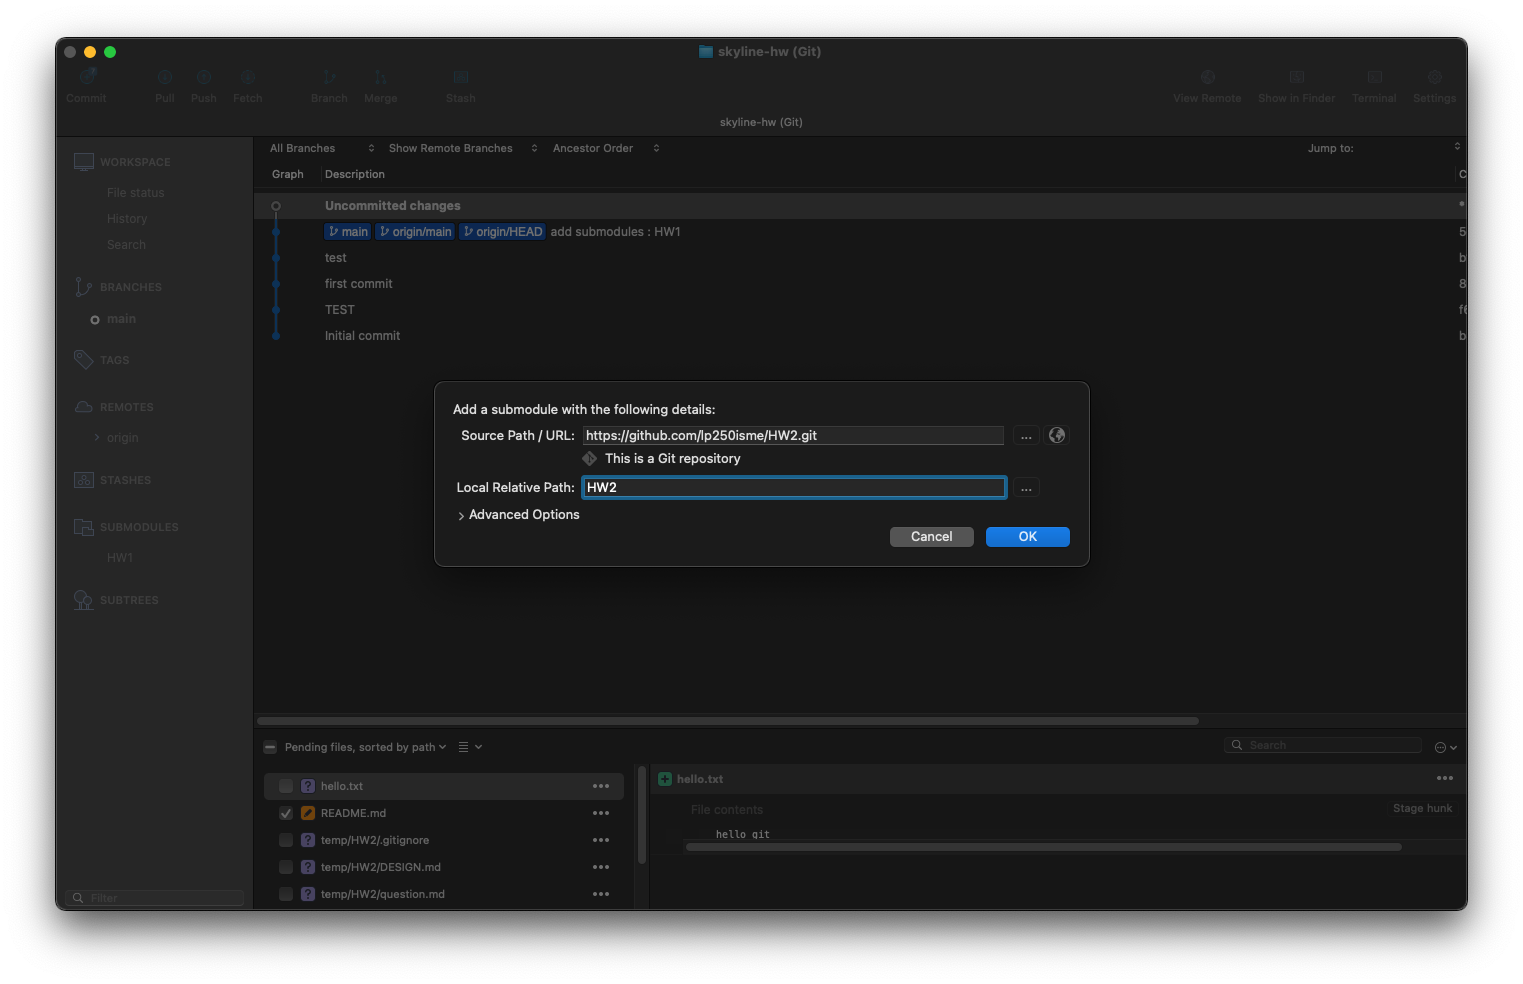 skyline-hw (Git)
Commit Pull Push Fetch Branch Merge Stash View Remote Show in Finder Terminal Settings
skyline-hw (Git)
WORKSPACE
File status
History
Search
BRANCHES
main
TAGS
REMOTES
origin
STASHES
SUBMODULES
HW1
SUBTREES
Filter
All Branches Show Remote Branches Ancestor Order Jump to:
Graph Description C
Uncommitted changes
main origin/main origin/HEAD add submodules : HW1 5
test b
first commit 8
TEST f6
Initial commit b
Add a submodule with the following details:
Source Path / URL: https://github.com/lp250isme/HW2.git ...
This is a Git repository
Local Relative Path: HW2 ...
Advanced Options
Cancel OK
Pending files, sorted by path Search
hello.txt
README.md
temp/HW2/.gitignore
temp/HW2/DESIGN.md
temp/HW2/question.md
hello.txt
File contents Stage hunk
hello git